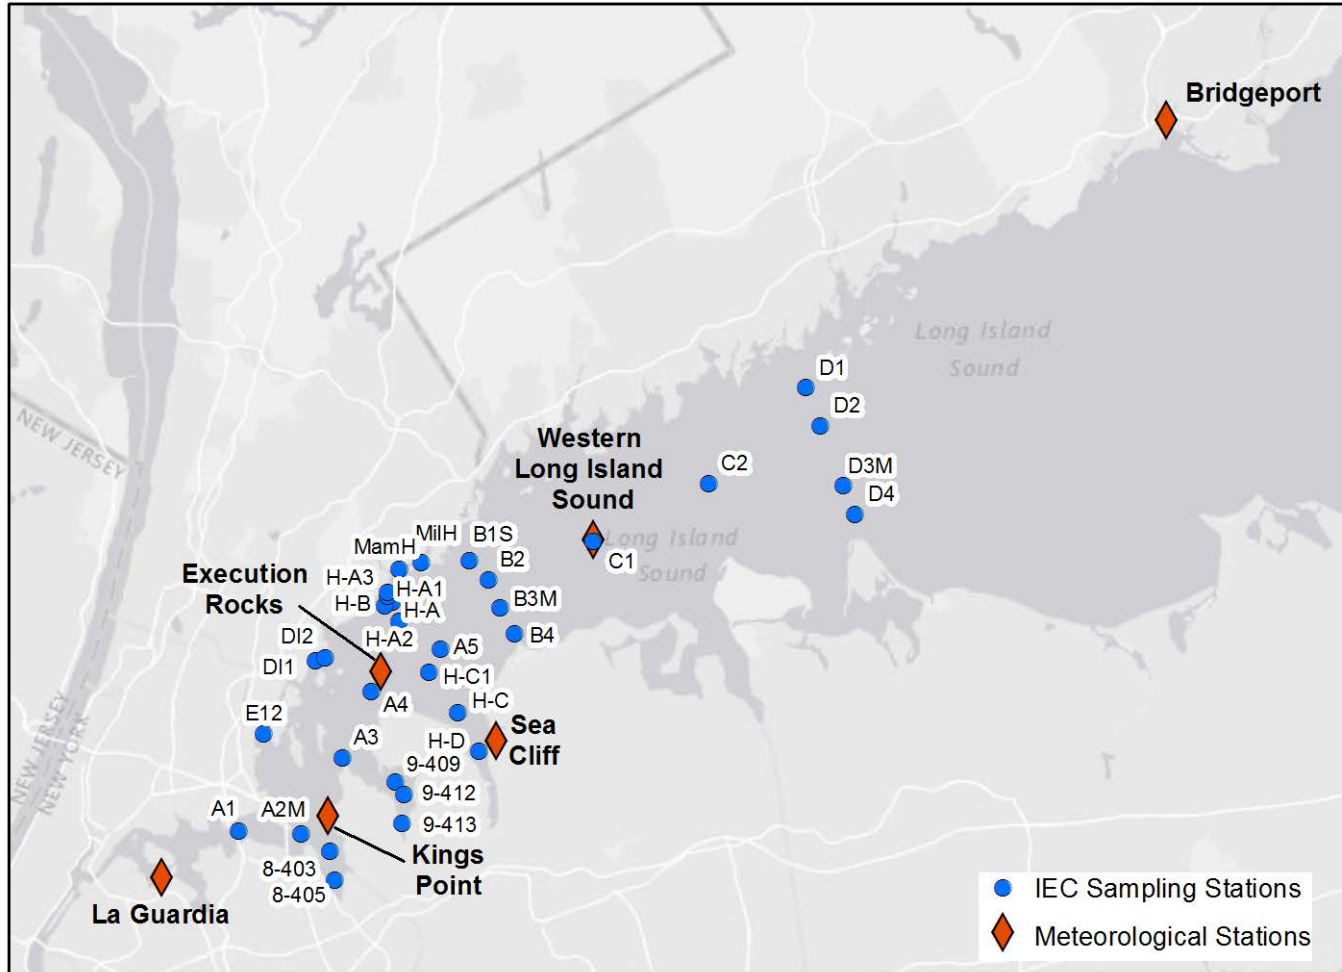 Bridgeport
Long Island
Sound
D1
D2
Western
Long Island
Sound
C2
D3M
D4
NEW JERSEY
Long Island
Sound
C1
MilH
B1S
MamH
B2
Execution
Rocks
H-A3
H-A1
H-B
H-A
B3M
B4
H-A2
A5
DI2
DI1
H-C1
A4
H-C
E12
Sea
Cliff
H-D
A3
9-409
9-412
9-413
NEW JERSEY
NEW YORK
A1
A2M
Kings
Point
8-403
8-405
La Guardia
IEC Sampling Stations
Meteorological Stations